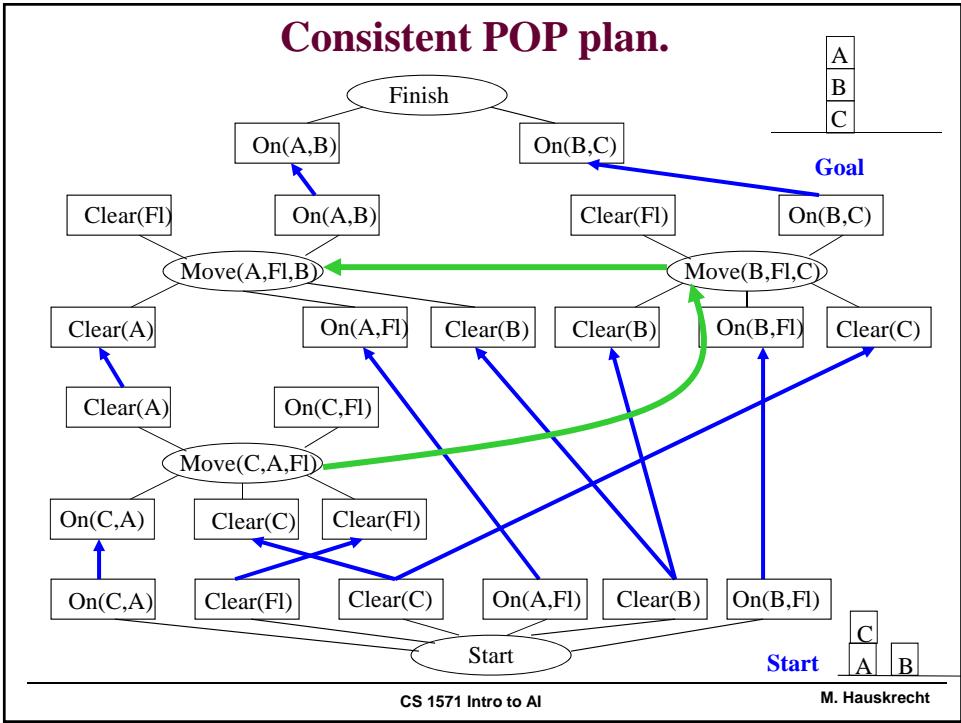 Consistent POP plan.
A
B
C
Finish
On(A,B) On(B,C)
Goal
Clear(Fl) On(A,B) Clear(Fl) On(B,C)
Move(A,Fl,B) Move(B,Fl,C)
Clear(A) On(A,Fl) Clear(B) Clear(B) On(B,Fl) Clear(C)
Clear(A) On(C,Fl)
Move(C,A,Fl)
On(C,A) Clear(C) Clear(Fl)
On(C,A) Clear(Fl) Clear(C) On(A,Fl) Clear(B) On(B,Fl)
C
Start
Start A B
CS 1571 Intro to AI M. Hauskrecht